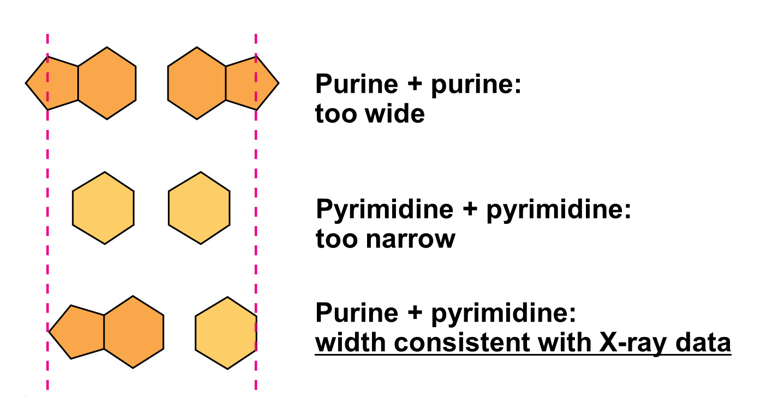 Purine + purine:
too wide
Pyrimidine + pyrimidine:
too narrow
Purine + pyrimidine:
width consistent with X-ray data